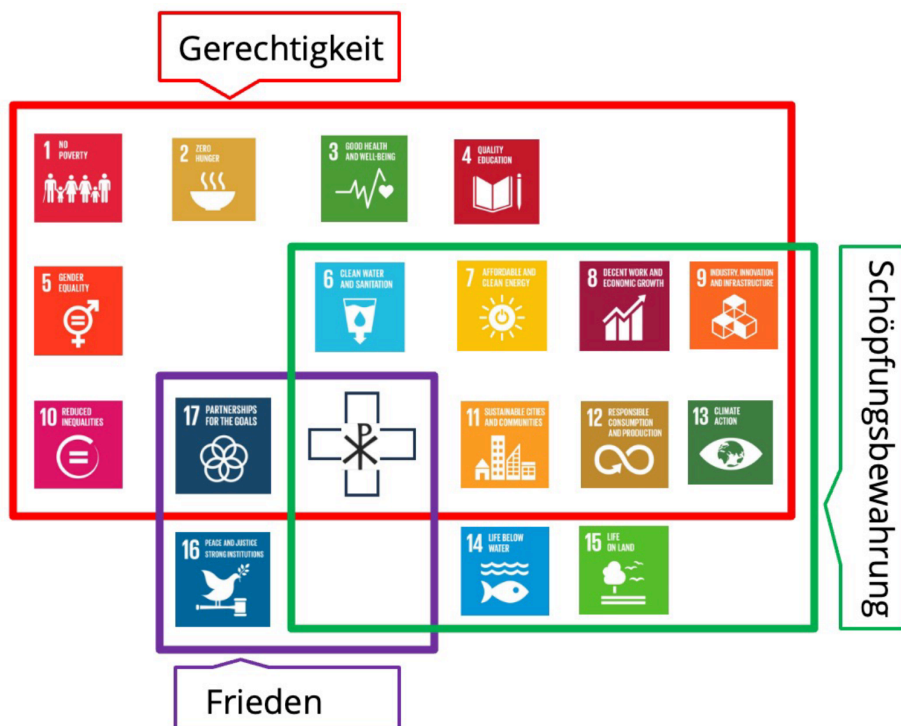 Gerechtigkeit
1 NO
POVERTY
2 ZERO
HUNGER
3 GOOD HEALTH
AND WELL-BEING
4 QUALITY
EDUCATION
5 GENDER
EQUALITY
6 CLEAN WATER
AND SANITATION
7 AFFORDABLE AND
CLEAN ENERGY
8 DECENT WORK AND
ECONOMIC GROWTH
9 INDUSTRY, INNOVATION
AND INFRASTRUCTURE
10 REDUCED
INEQUALITIES
17 PARTNERSHIPS
FOR THE GOALS
11 SUSTAINABLE CITIES
AND COMMUNITIES
12 RESPONSIBLE
CONSUMPTION
AND PRODUCTION
13 CLIMATE
ACTION
16 PEACE AND JUSTICE
STRONG INSTITUTIONS
14 LIFE BELOW
WATER
15 LIFE
ON LAND
Schöpfungsbewahrung
Frieden